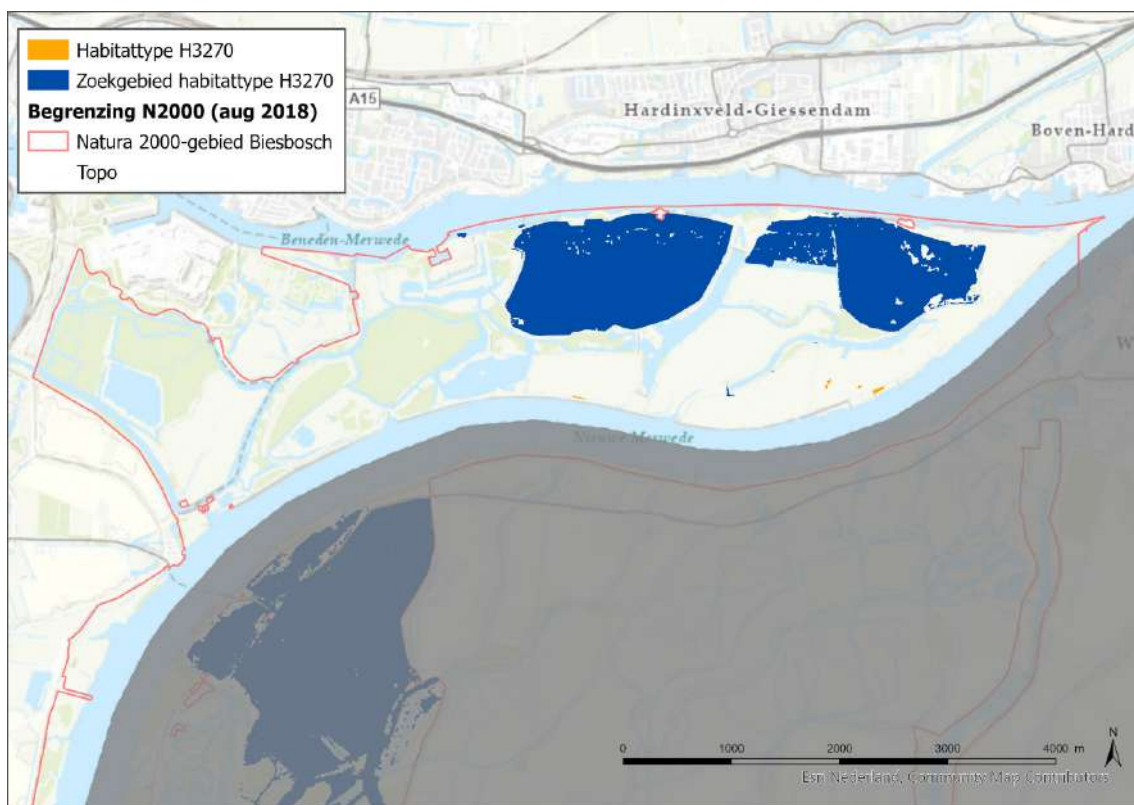 Habitattype H3270
Zoekgebied habitattype H3270
Begrenzing N2000 (aug 2018)
Natura 2000-gebied Biesbosch
Topo
A15
Hardinxveld-Giessendam
Boven-Hard
Beneden-Merwede
Nieuwe Merwede
W
N
0 1000 2000 3000 4000 m
Esri Nederland, Community Map Contributors